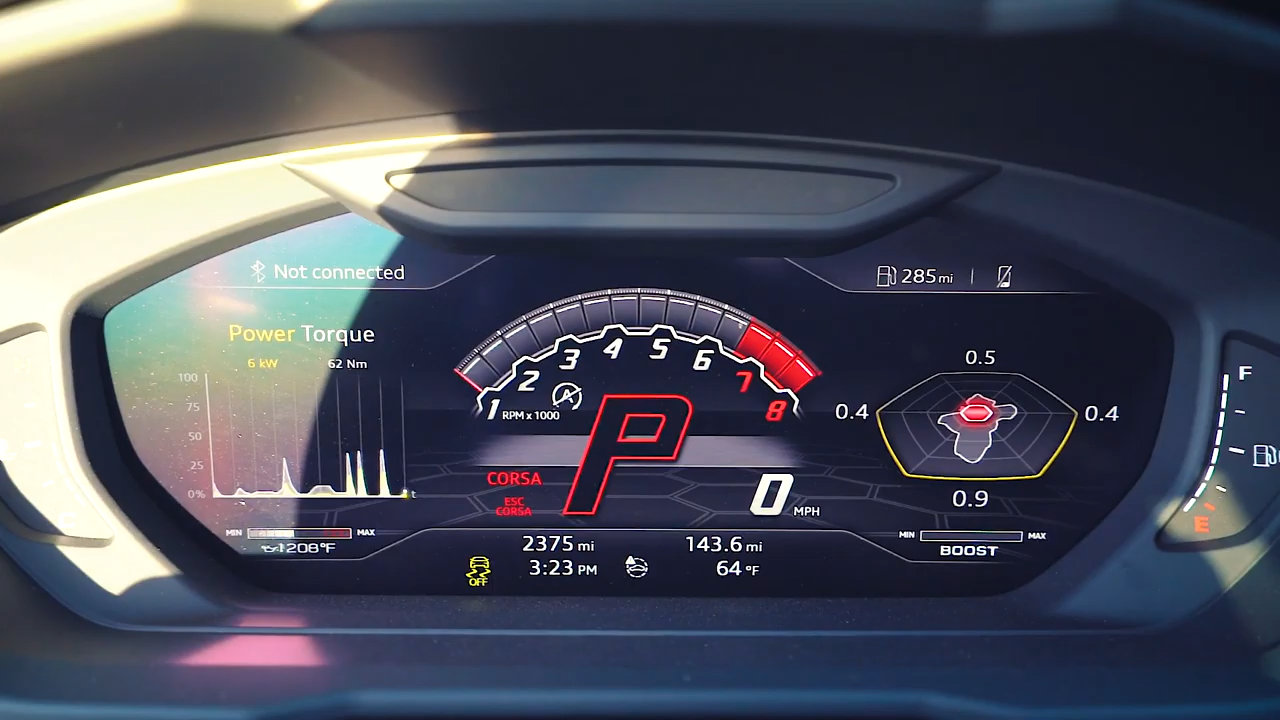 Not connected
285 mi
Power Torque
6 kW 62 Nm
100
75
50
25
0%
t
MIN MAX
208°F
1 2 3 4 5 6 7 8
RPM x 1000
A
P
CORSA
ESC
CORSA
0 MPH
2375 mi 143.6 mi
3:23 PM 64 °F
OFF
0.5
0.4 0.4
0.9
MIN MAX
BOOST
F
E